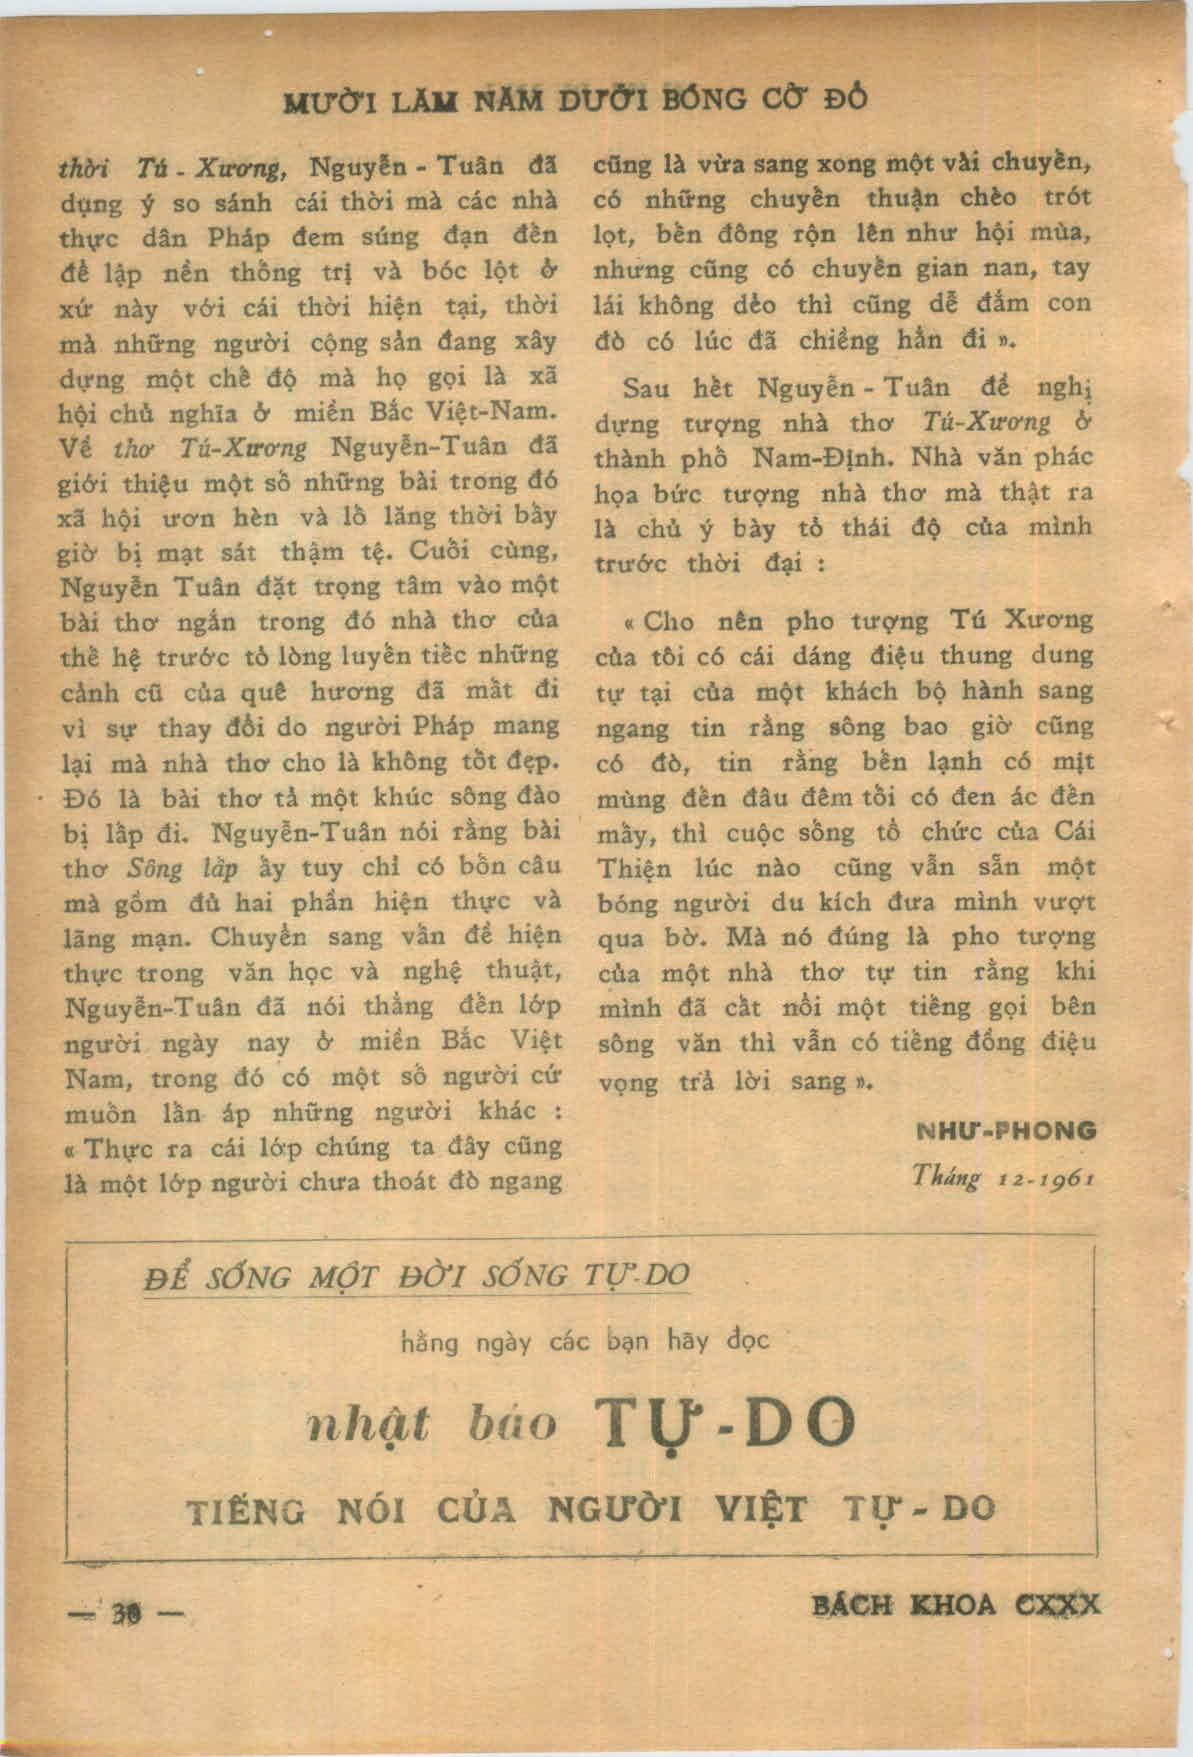 MƯỜI LĂM NĂM DƯỚI BÓNG CỜ ĐỎ
thời Tú - Xương, Nguyễn - Tuân đã
dụng ý so sánh cái thời mà các nhà
thực dân Pháp đem súng đạn đến
để lập nền thống trị và bóc lột ở
xứ này với cái thời hiện tại, thời
mà những người cộng sản đang xây
dựng một chế độ mà họ gọi là xã
hội chủ nghĩa ở miền Bắc Việt-Nam.
Về thơ Tú-Xương Nguyễn-Tuân đã
giới thiệu một số những bài trong đó
xã hội ươn hèn và lố lăng thời bấy
giờ bị mạt sát thậm tệ. Cuối cùng,
Nguyễn Tuân đặt trọng tâm vào một
bài thơ ngắn trong đó nhà thơ của
thế hệ trước tỏ lòng luyến tiếc những
cảnh cũ của quê hương đã mất đi
vì sự thay đổi do người Pháp mang
lại mà nhà thơ cho là không tốt đẹp.
Đó là bài thơ tả một khúc sông đào
bị lấp đi. Nguyễn-Tuân nói rằng bài
thơ Sông lấp ấy tuy chỉ có bốn câu
mà gồm đủ hai phần hiện thực và
lãng mạn. Chuyển sang vấn đề hiện
thực trong văn học và nghệ thuật,
Nguyễn-Tuân đã nói thẳng đến lớp
người ngày nay ở miền Bắc Việt
Nam, trong đó có một số người cứ
muốn lấn áp những người khác :
« Thực ra cái lớp chúng ta đây cũng
là một lớp người chưa thoát đò ngang
cũng là vừa sang xong một vài chuyến,
có những chuyến thuận chèo trót
lọt, bến đông rộn lên như hội mùa,
nhưng cũng có chuyến gian nan, tay
lái không dẻo thì cũng dễ đắm con
đò có lúc đã chiềng hẳn đi ».
Sau hết Nguyễn - Tuân đề nghị
dựng tượng nhà thơ Tú-Xương ở
thành phố Nam-Định. Nhà văn phác
họa bức tượng nhà thơ mà thật ra
là chủ ý bày tỏ thái độ của mình
trước thời đại :
« Cho nên pho tượng Tú Xương
của tôi có cái dáng điệu thung dung
tự tại của một khách bộ hành sang
ngang tin rằng sông bao giờ cũng
có đò, tin rằng bến lạnh có mịt
mùng đến đâu đêm tối có đen ác đến
mấy, thì cuộc sống tổ chức của Cái
Thiện lúc nào cũng vẫn sẵn một
bóng người du kích đưa mình vượt
qua bờ. Mà nó đúng là pho tượng
của một nhà thơ tự tin rằng khi
mình đã cất nổi một tiếng gọi bên
sông văn thì vẫn có tiếng đồng điệu
vọng trả lời sang ».
NHƯ-PHONG
Tháng 12-1961
ĐỂ SỐNG MỘT ĐỜI SỐNG TỰ-DO
hằng ngày các bạn hãy đọc
nhật báo TỰ-DO
TIẾNG NÓI CỦA NGƯỜI VIỆT TỰ-DO
— 30 —
BÁCH KHOA CXXX